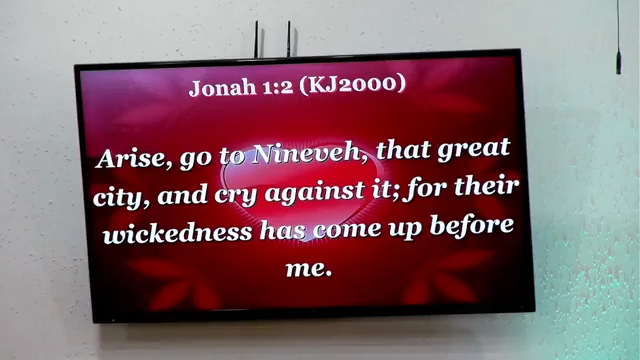 Jonah 1:2 (KJ2000)
Arise, go to Nineveh, that great
city, and cry against it; for their
wickedness has come up before
me.